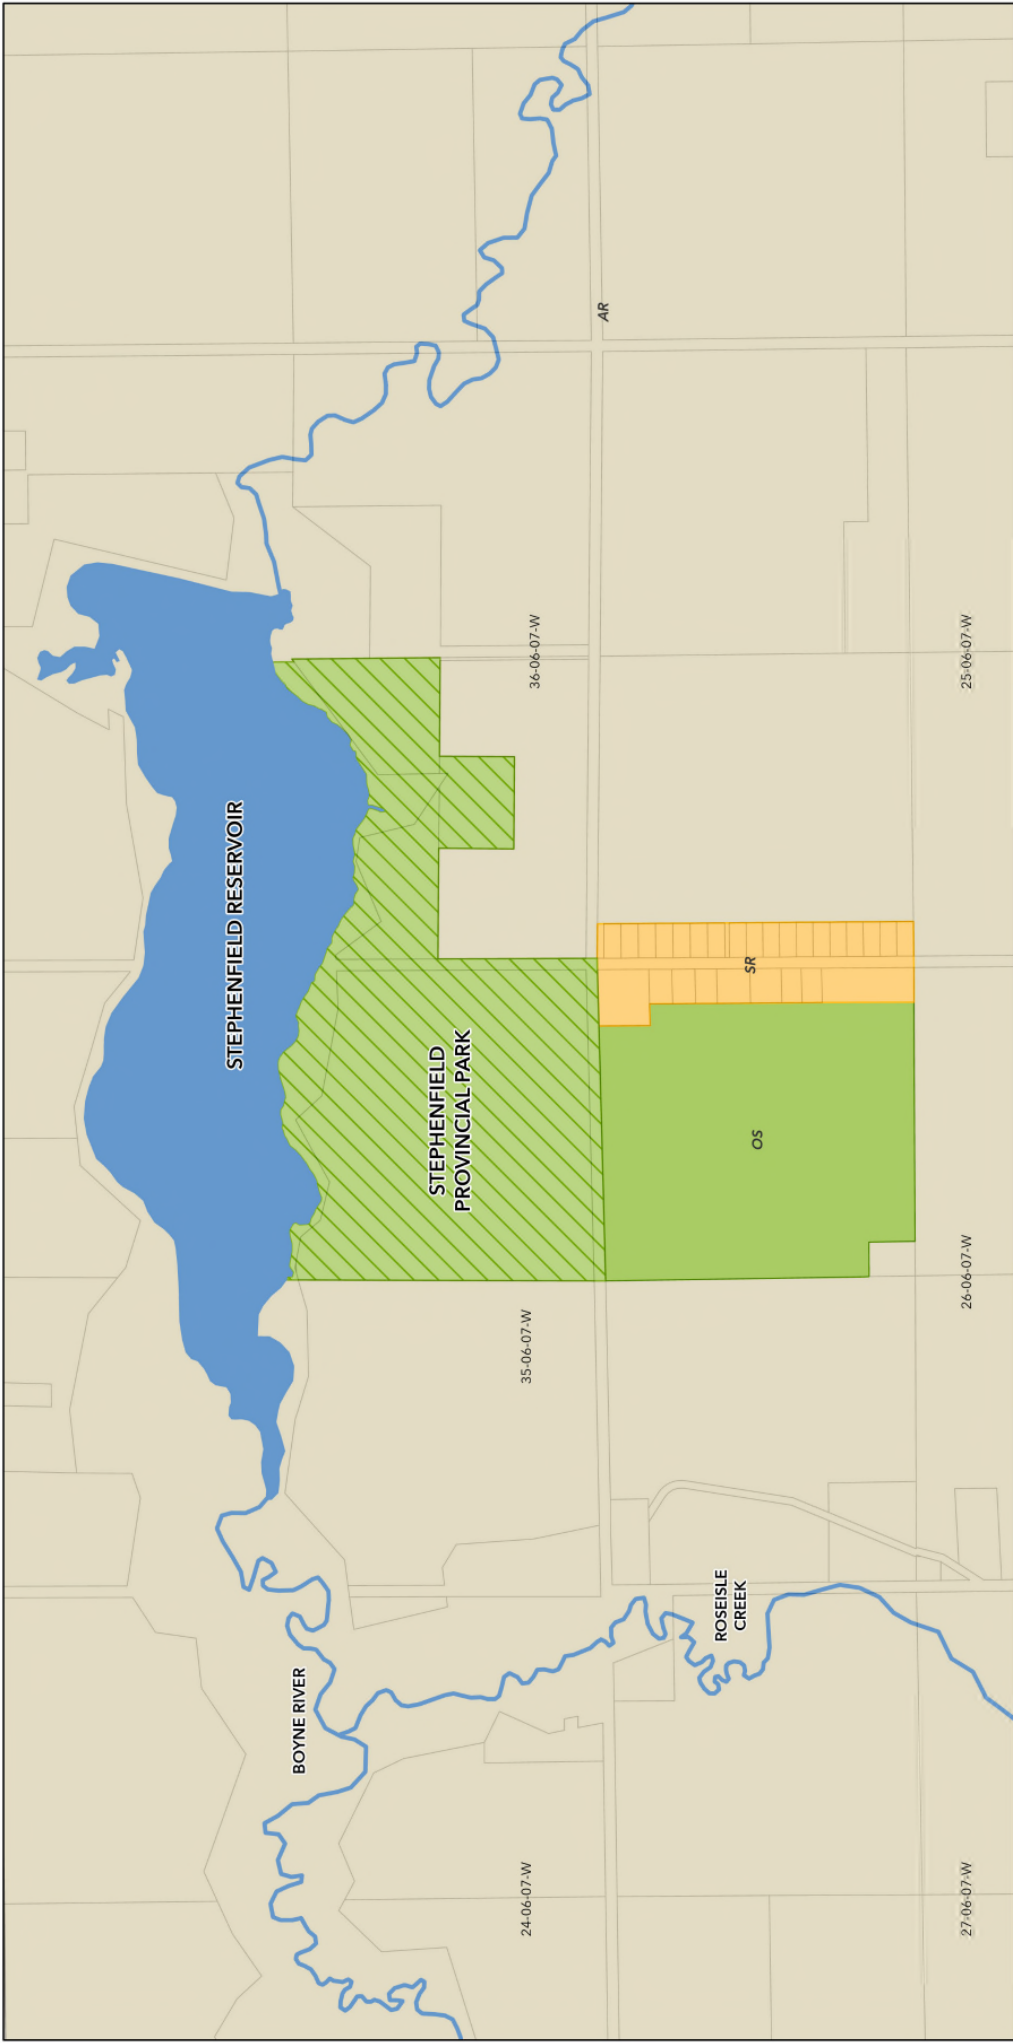 STEPHENFIELD RESERVOIR
STEPHENFIELD
PROVINCIAL PARK
BOYNE RIVER
ROSEISLE
CREEK
AR
SR
OS
24-06-07-W
35-06-07-W
36-06-07-W
27-06-07-W
26-06-07-W
25-06-07-W